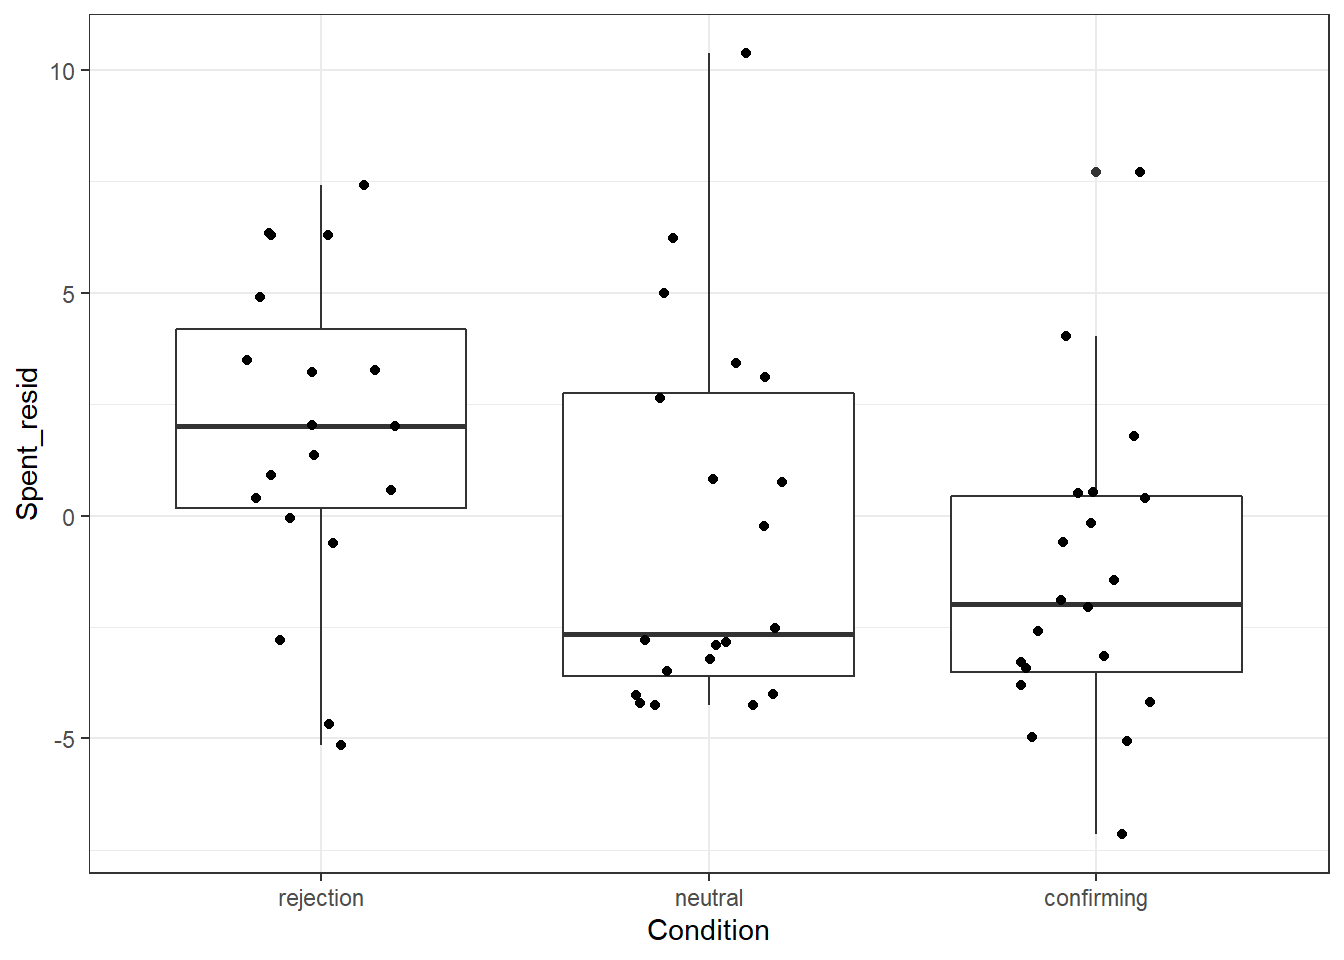 10
5
0
-5
Spent_resid
rejection
neutral
confirming
Condition